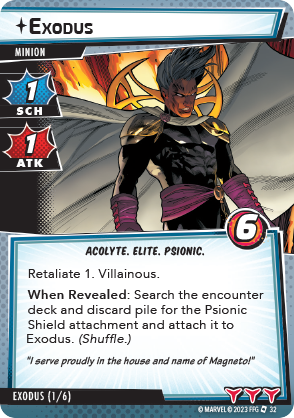 Exodus
MINION
1
SCH
1
ATK
6
ACOLYTE. ELITE. PSIONIC.
Retaliate 1. Villainous.
When Revealed: Search the encounter
deck and discard pile for the Psionic
Shield attachment and attach it to
Exodus. (Shuffle.)
"I serve proudly in the house and name of Magneto!"
EXODUS (1/6)
© MARVEL © 2023 FFG 32